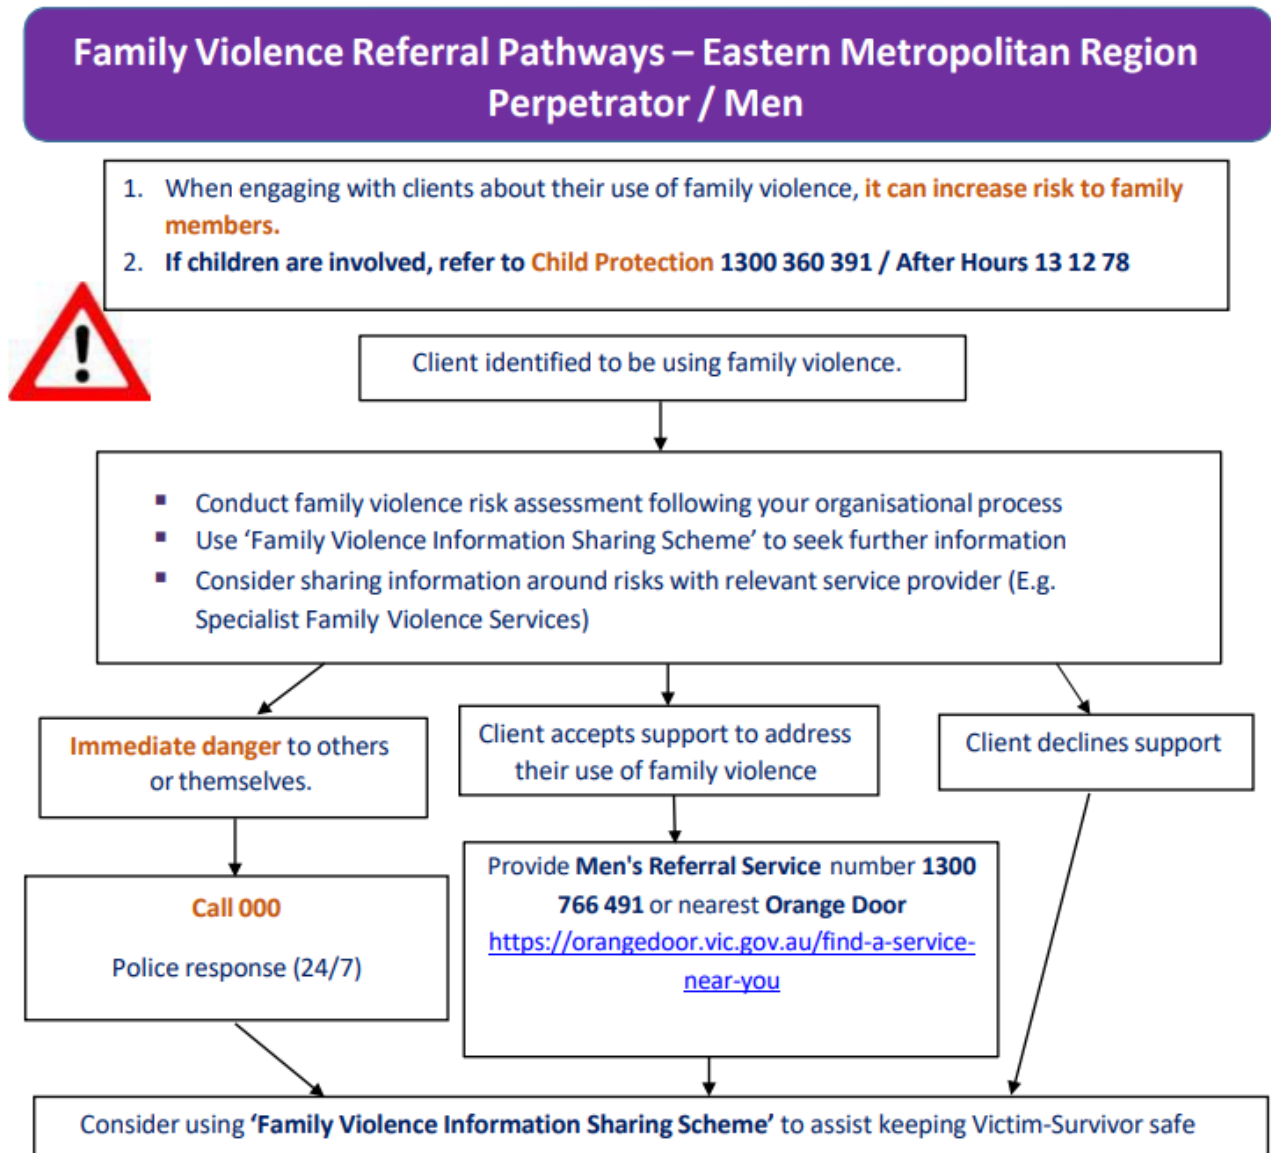 Family Violence Referral Pathways – Eastern Metropolitan Region
Perpetrator / Men
1. When engaging with clients about their use of family violence, it can increase risk to family
members.
2. If children are involved, refer to Child Protection 1300 360 391 / After Hours 13 12 78
Client identified to be using family violence.
▪ Conduct family violence risk assessment following your organisational process
▪ Use ‘Family Violence Information Sharing Scheme’ to seek further information
▪ Consider sharing information around risks with relevant service provider (E.g.
Specialist Family Violence Services)
Immediate danger to others
or themselves.
Client accepts support to address
their use of family violence
Client declines support
Call 000
Police response (24/7)
Provide Men's Referral Service number 1300
766 491 or nearest Orange Door
https://orangedoor.vic.gov.au/find-a-service-
near-you
Consider using ‘Family Violence Information Sharing Scheme’ to assist keeping Victim-Survivor safe